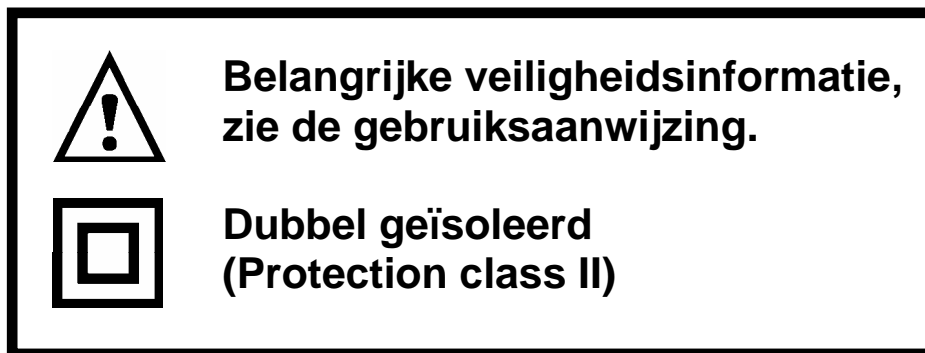 Belangrijke veiligheidsinformatie,
zie de gebruiksaanwijzing.
Dubbel geïsoleerd
(Protection class II)